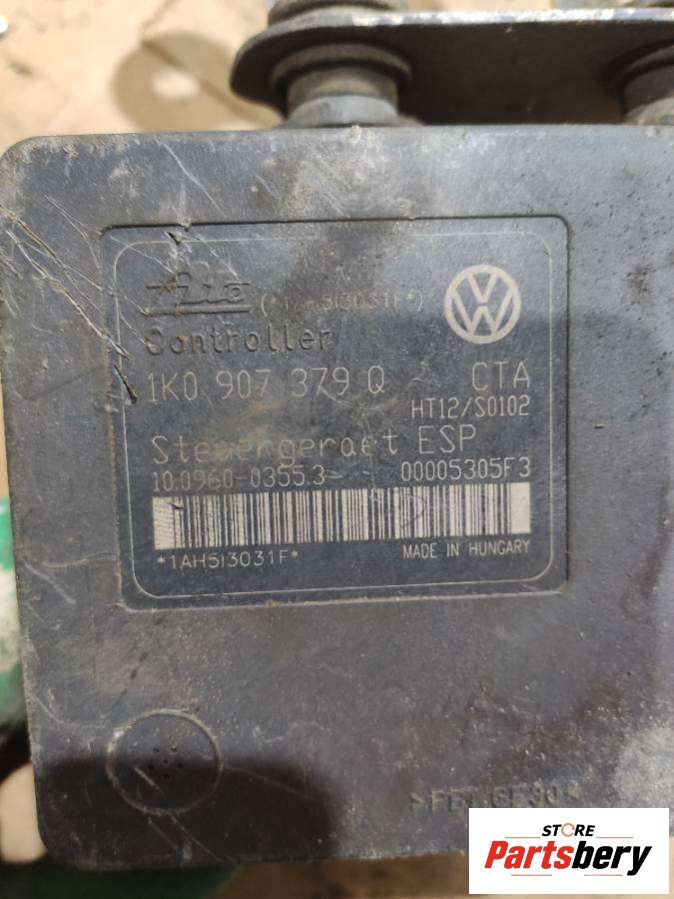 Controller
1K0 907 379 Q CTA
HT12/S0102
Steuergeraet ESP
10.0960-0355.3 00005305F3
*1AH5I3031F* MADE IN HUNGARY
STORE
Partsbery